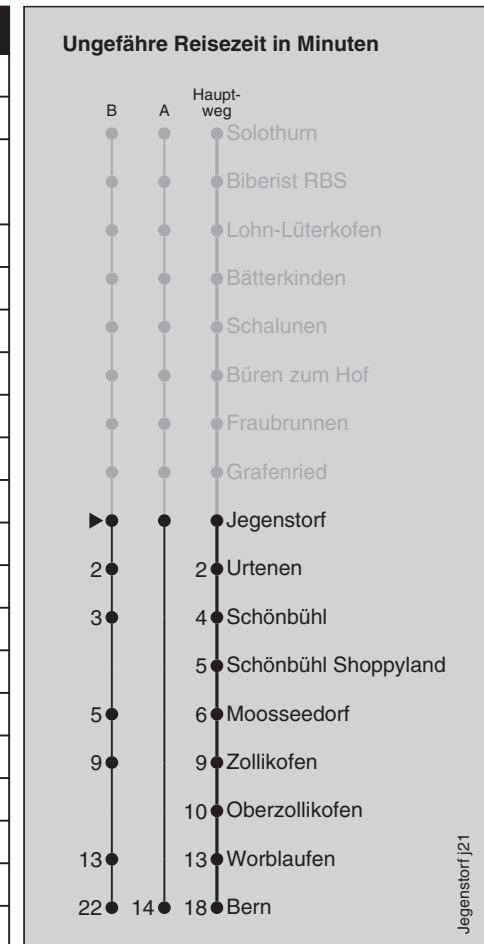 Ungefähre Reisezeit in Minuten
B A Haupt-
weg
Solothurn
Biberist RBS
Lohn-Lüterkofen
Bätterkinden
Schalunen
Büren zum Hof
Fraubrunnen
Grafenried
Jegenstorf
2 2 Urtenen
3 4 Schönbühl
5 Schönbühl Shoppyland
5 6 Moosseedorf
9 9 Zollikofen
10 Oberzollikofen
13 13 Worblaufen
22 14 18 Bern
Jegenstorf j21